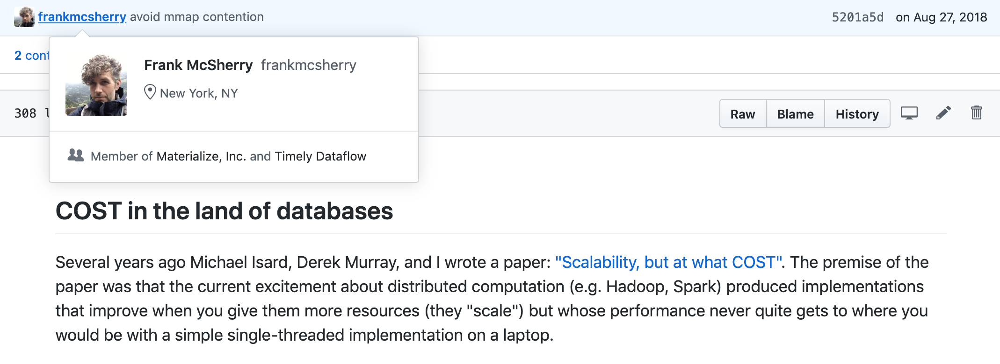 frankmcsherry avoid mmap contention 5201a5d on Aug 27, 2018
2 cont
Frank McSherry frankmcsherry
New York, NY
308 l
Raw Blame History
Member of Materialize, Inc. and Timely Dataflow
COST in the land of databases
Several years ago Michael Isard, Derek Murray, and I wrote a paper: "Scalability, but at what COST". The premise of the
paper was that the current excitement about distributed computation (e.g. Hadoop, Spark) produced implementations
that improve when you give them more resources (they "scale") but whose performance never quite gets to where you
would be with a simple single-threaded implementation on a laptop.